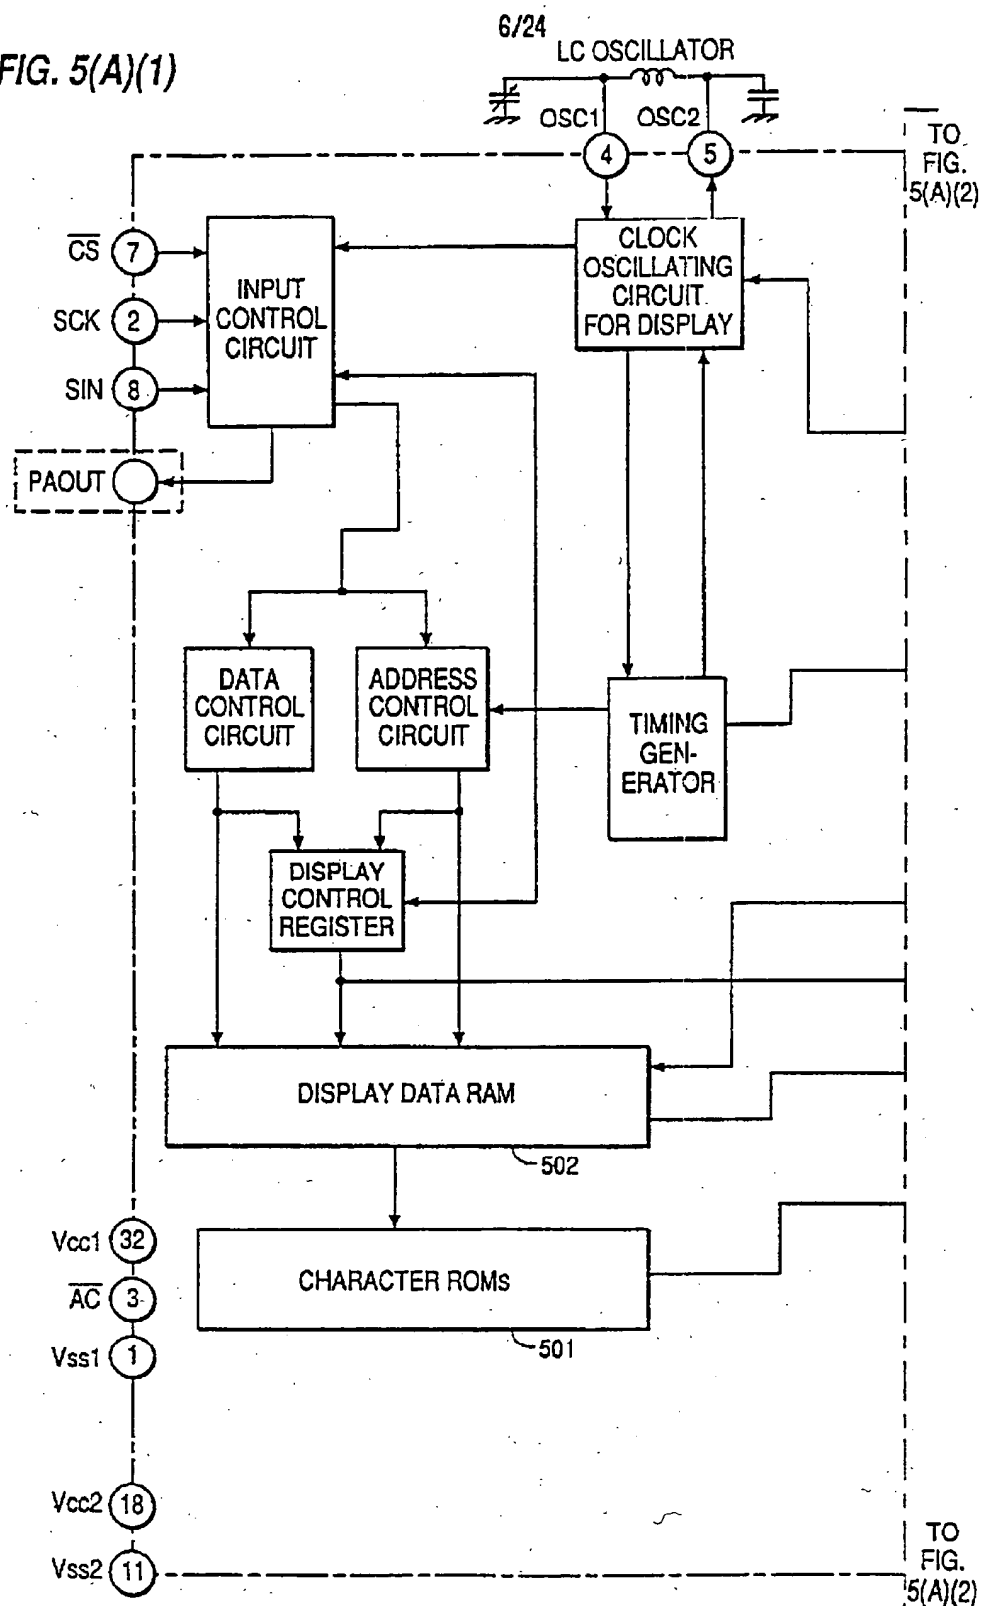 6/24
FIG. 5(A)(1)
LC OSCILLATOR
OSC1
OSC2
4
5
TO
FIG.
5(A)(2)
CS
7
SCK
2
SIN
8
PAOUT
INPUT
CONTROL
CIRCUIT
CLOCK
OSCILLATING
CIRCUIT
FOR DISPLAY
DATA
CONTROL
CIRCUIT
ADDRESS
CONTROL
CIRCUIT
TIMING
GEN-
ERATOR
DISPLAY
CONTROL
REGISTER
DISPLAY DATA RAM
502
CHARACTER ROMs
501
Vcc1
32
AC
3
Vss1
1
Vcc2
18
Vss2
11
TO
FIG.
5(A)(2)